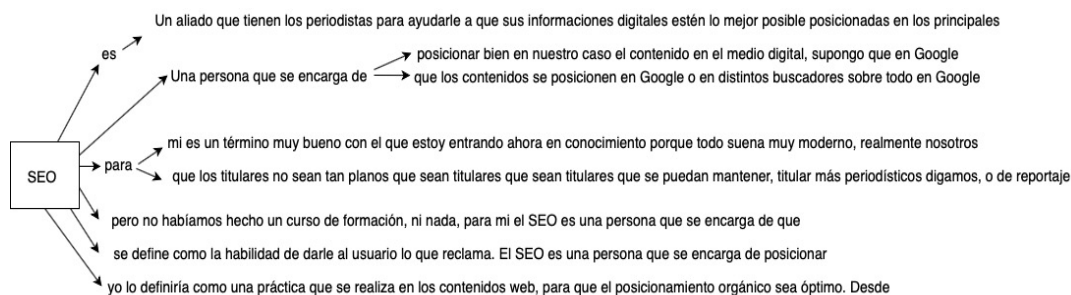 Un aliado que tienen los periodistas para ayudarle a que sus informaciones digitales estén lo mejor posible posicionadas en los principales
es
posicionar bien en nuestro caso el contenido en el medio digital, supongo que en Google
Una persona que se encarga de
que los contenidos se posicionen en Google o en distintos buscadores sobre todo en Google
mi es un término muy bueno con el que estoy entrando ahora en conocimiento porque todo suena muy moderno, realmente nosotros
SEO
para
que los titulares no sean tan planos que sean titulares que sean titulares que se puedan mantener, titular más periodísticos digamos, o de reportaje
pero no habíamos hecho un curso de formación, ni nada, para mi el SEO es una persona que se encarga de que
se define como la habilidad de darle al usuario lo que reclama. El SEO es una persona que se encarga de posicionar
yo lo definiría como una práctica que se realiza en los contenidos web, para que el posicionamiento orgánico sea óptimo. Desde